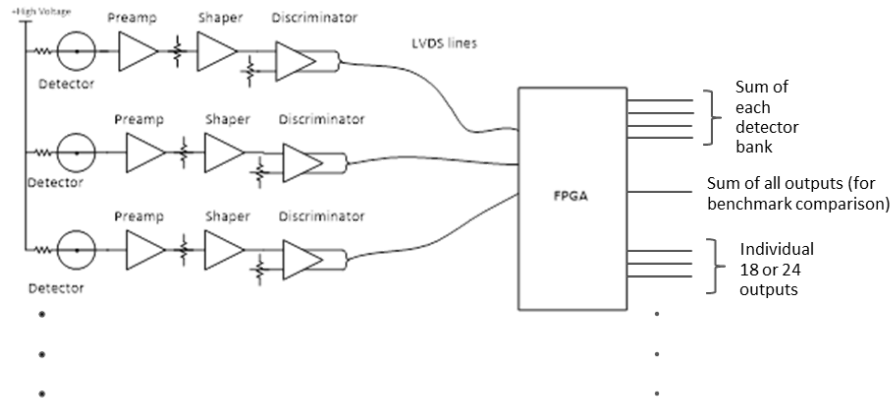 +High Voltage
Preamp Shaper Discriminator
LVDS lines
Detector
Sum of
each
detector
bank
Preamp Shaper Discriminator
Detector
Sum of all outputs (for
benchmark comparison)
FPGA
Preamp Shaper Discriminator
Detector
Individual
18 or 24
outputs